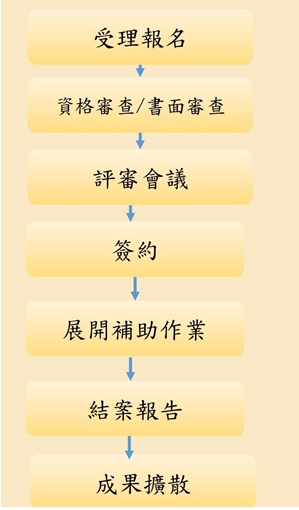 受理報名
資格審查/書面審查
評審會議
簽約
展開補助作業
結案報告
成果擴散